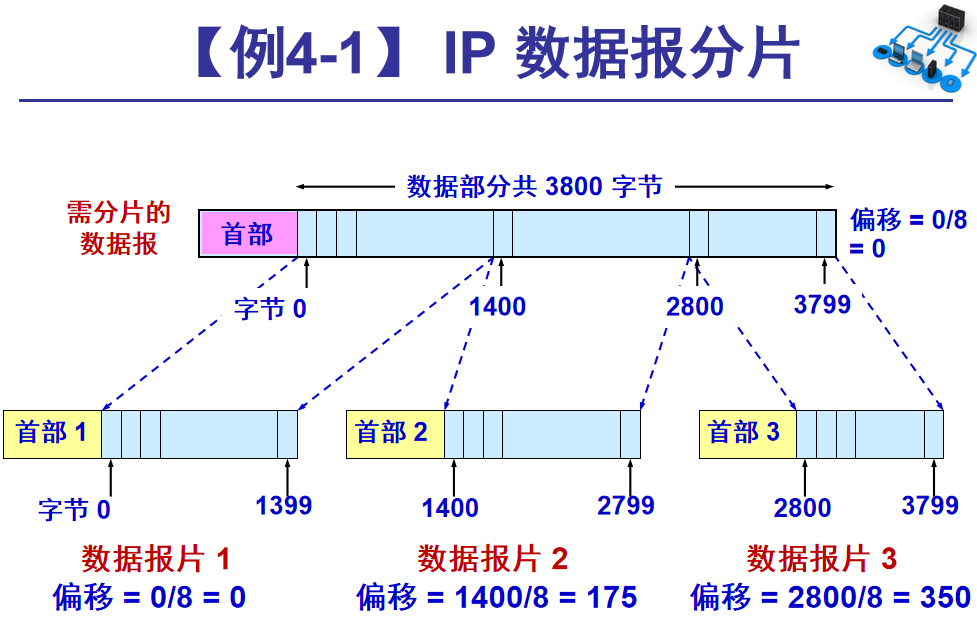 【例4-1】 IP 数据报分片
数据部分共 3800 字节
需分片的
数据报
首部
偏移 = 0/8
= 0
字节 0
1400
2800
3799
首部 1
首部 2
首部 3
字节 0
1399
1400
2799
2800
3799
数据报片 1
偏移 = 0/8 = 0
数据报片 2
偏移 = 1400/8 = 175
数据报片 3
偏移 = 2800/8 = 350